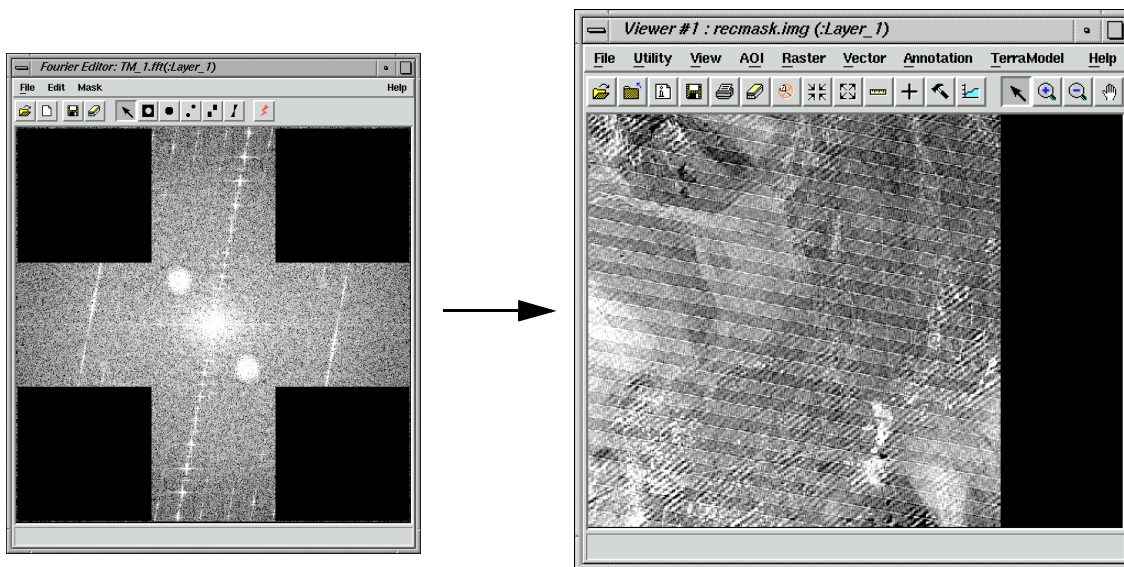 Fourier Editor: TM_1.fft(:Layer_1)
File Edit Mask Help
Viewer #1 : recmask.img (:Layer_1)
File Utility View AOI Raster Vector Annotation TerraModel Help